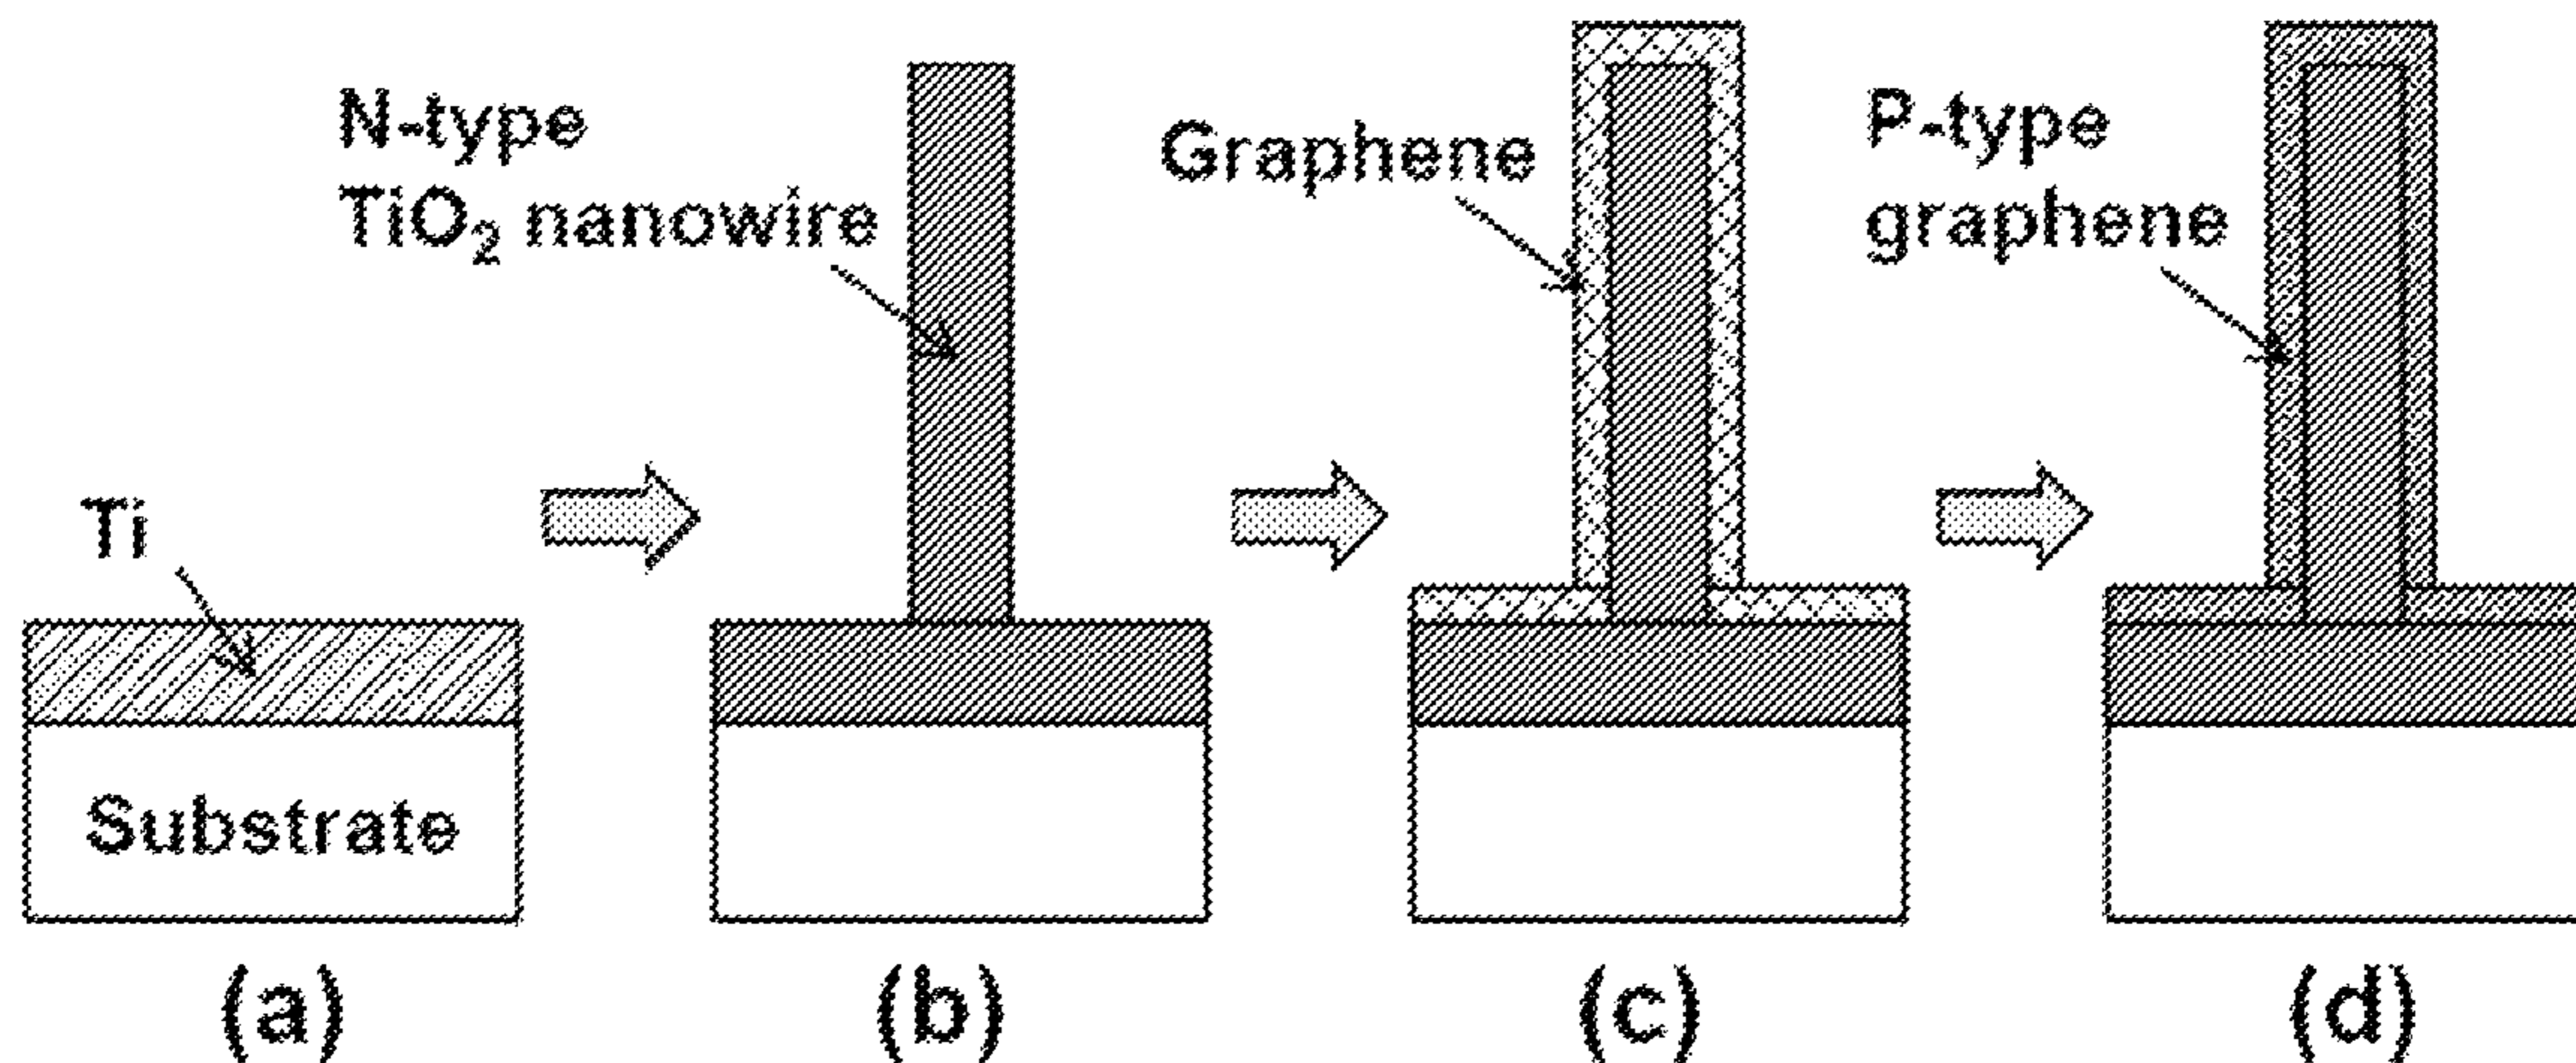 N-type
TiO₂ nanowire
Graphene
P-type
graphene
Ti
Substrate
(a)
(b)
(c)
(d)